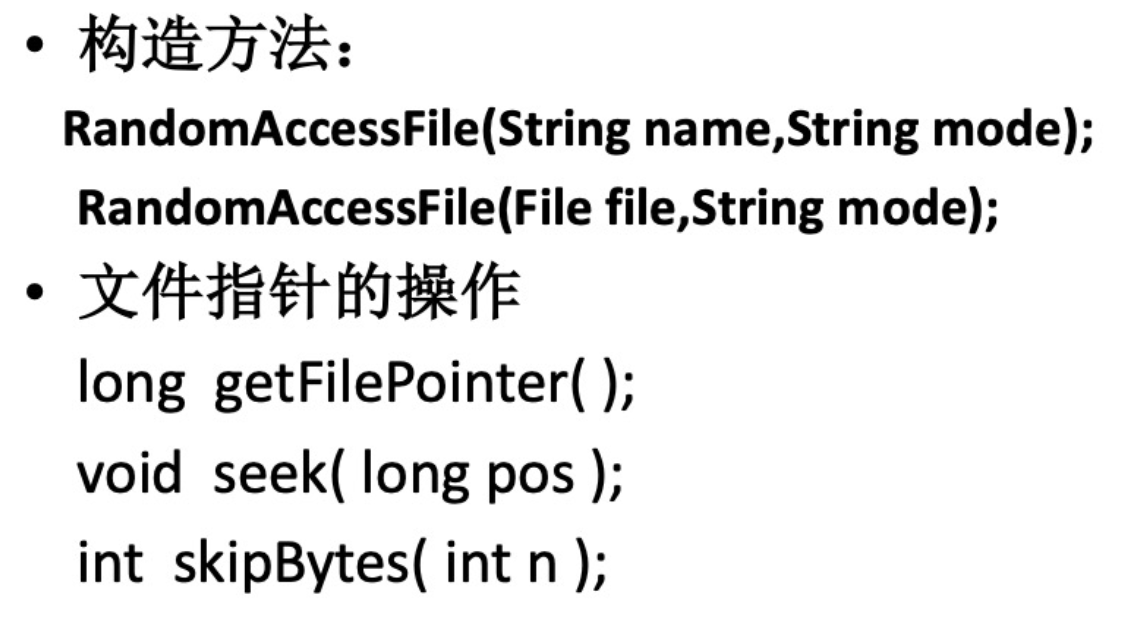 • 构造方法：
RandomAccessFile(String name,String mode);
RandomAccessFile(File file,String mode);
• 文件指针的操作
long getFilePointer( );
void seek( long pos );
int skipBytes( int n );